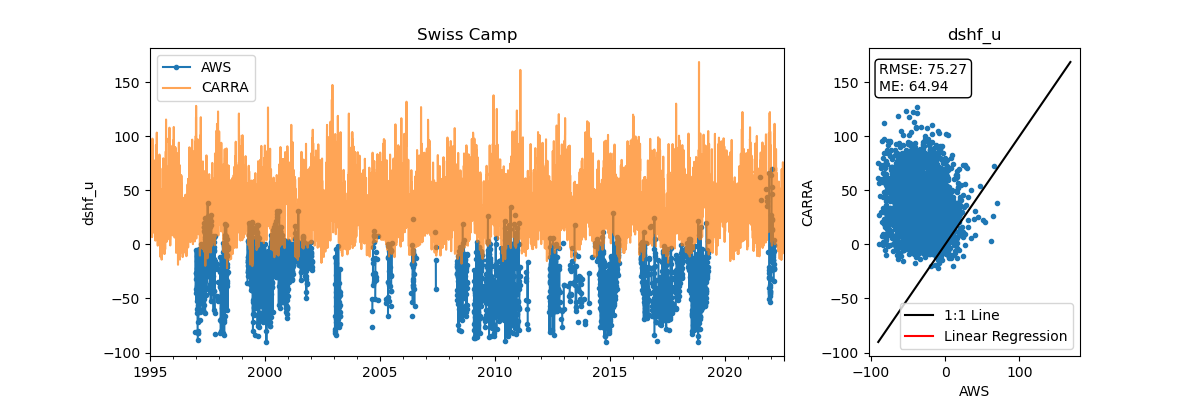 Swiss Camp
dshf_u
AWS
CARRA
150
100
50
0
−50
−100
dshf_u
1995
2000
2005
2010
2015
2020
RMSE: 75.27
ME: 64.94
150
100
50
0
−50
−100
CARRA
1:1 Line
Linear Regression
−100
0
100
AWS